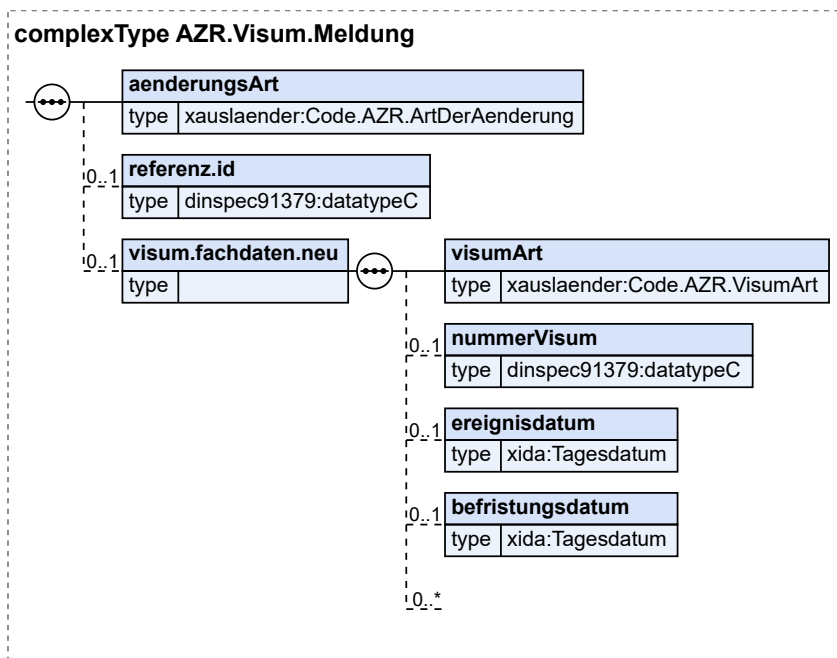 complexType AZR.Visum.Meldung
aenderungsArt
type xauslaender:Code.AZR.ArtDerAenderung
0..1
referenz.id
type dinspec91379:datatypeC
0..1
visum.fachdaten.neu
type
visumArt
type xauslaender:Code.AZR.VisumArt
0..1
nummerVisum
type dinspec91379:datatypeC
0..1
ereignisdatum
type xida:Tagesdatum
0..1
befristungsdatum
type xida:Tagesdatum
0..*